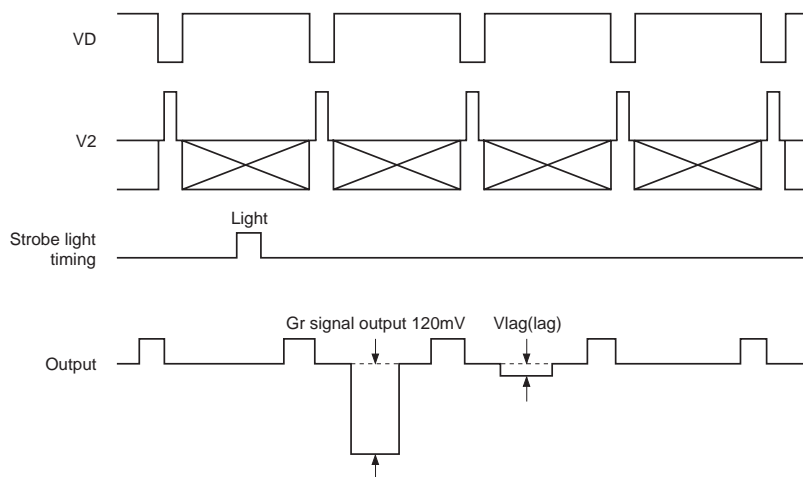 VD
V2
Light
Strobe light
timing
Gr signal output 120mV
Vlag(lag)
Output